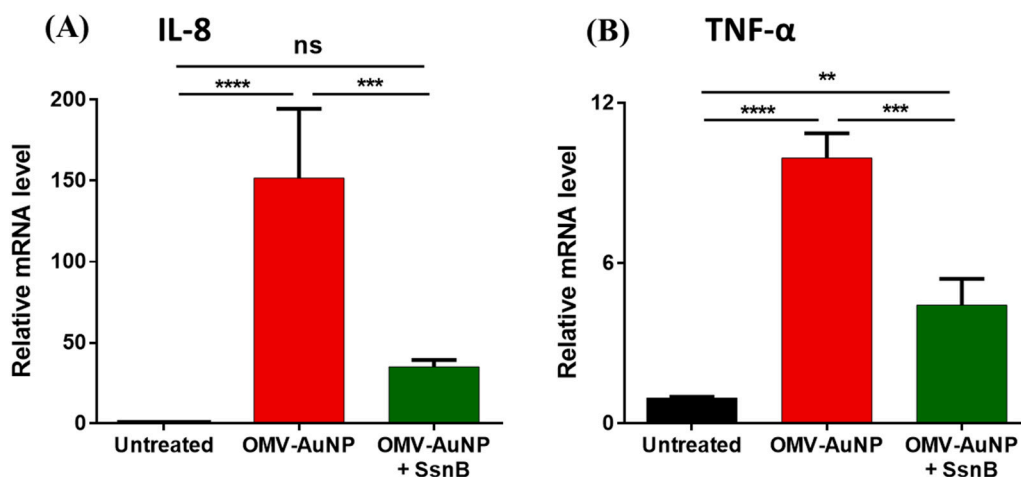 (A) IL-8
ns
**** ***
Relative mRNA level
200
150
100
50
0
Untreated OMV-AuNP OMV-AuNP
+ SsnB
(B) TNF-α
**
**** ***
Relative mRNA level
12
6
0
Untreated OMV-AuNP OMV-AuNP
+ SsnB